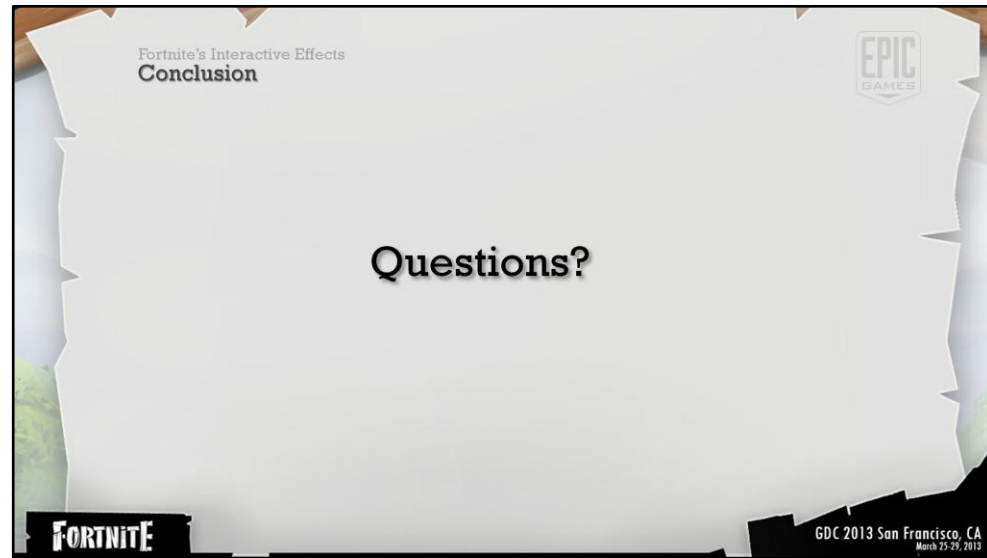 Fortnite's Interactive Effects
Conclusion
EPIC
GAMES
Questions?
FORTNITE
GDC 2013 San Francisco, CA
March 25-29, 2013